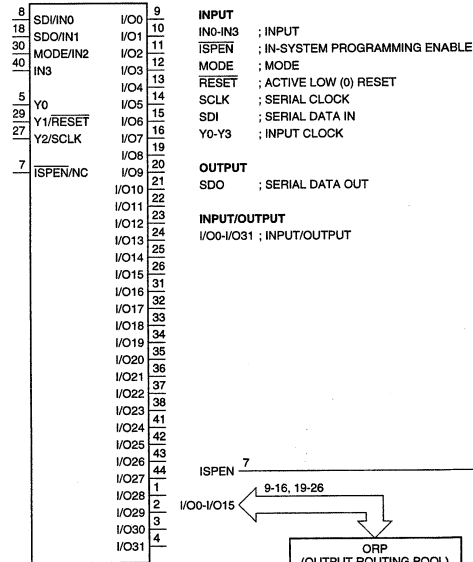 8 SDI/IN0 I/O0 9
18 SDO/IN1 I/O1 10
30 MODE/IN2 I/O2 11
40 IN3 I/O3 12
I/O4 13
5 Y0 I/O5 14
29 Y1/RESET I/O6 15
27 Y2/SCLK I/O7 16
I/O8 19
7 ISPEN/NC I/O9 20
I/O10 21
I/O11 22
I/O12 23
I/O13 24
I/O14 25
I/O15 26
I/O16 31
I/O17 32
I/O18 33
I/O19 34
I/O20 35
I/O21 36
I/O22 37
I/O23 38
I/O24 41
I/O25 42
I/O26 43
I/O27 44
I/O28 1
I/O29 2
I/O30 3
I/O31 4
INPUT
IN0-IN3 ; INPUT
ISPEN ; IN-SYSTEM PROGRAMMING ENABLE
MODE ; MODE
RESET ; ACTIVE LOW (0) RESET
SCLK ; SERIAL CLOCK
SDI ; SERIAL DATA IN
Y0-Y3 ; INPUT CLOCK
OUTPUT
SDO ; SERIAL DATA OUT
INPUT/OUTPUT
I/O0-I/O31 ; INPUT/OUTPUT
ISPEN 7
I/O0-I/O15 9-16, 19-26
ORP
(OUTPUT ROUTING POOL)